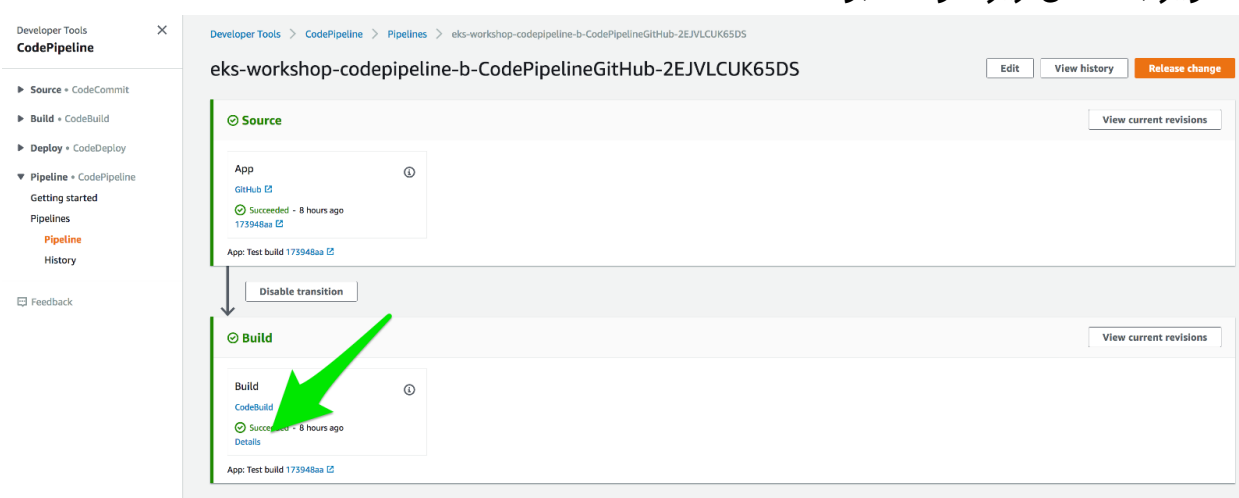 Developer Tools
CodePipeline
Source • CodeCommit
Build • CodeBuild
Deploy • CodeDeploy
Pipeline • CodePipeline
Getting started
Pipelines
Pipeline
History
Feedback
Developer Tools > CodePipeline > Pipelines > eks-workshop-codepipeline-b-CodePipelineGitHub-2EJVLCUK65DS
eks-workshop-codepipeline-b-CodePipelineGitHub-2EJVLCUK65DS
Edit View history Release change
Source
View current revisions
App
GitHub
Succeeded - 8 hours ago
173948aa
App: Test build 173948aa
Disable transition
Build
View current revisions
Build
CodeBuild
8 hours ago
Details
App: Test build 173948aa